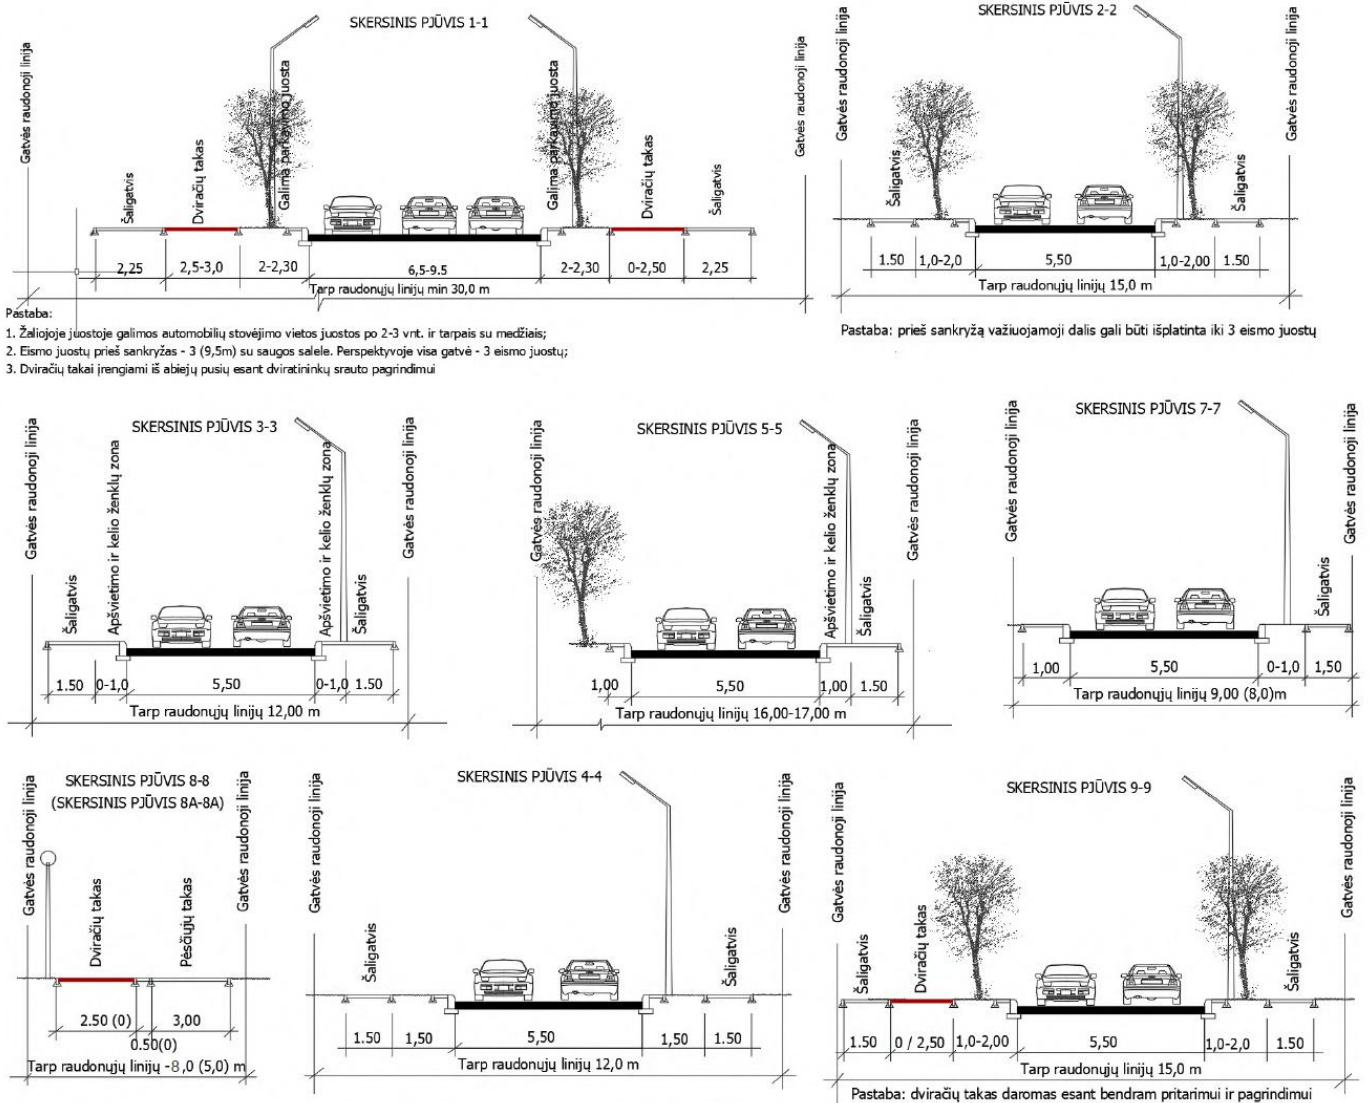 SKERSINIS PJŪVIS 1-1
Gatvės raudonoji linija
Šaligatvis
Dviračių takas
Galima parkavimo juosta
Galima parkavimo juosta
Dviračių takas
Šaligatvis
Gatvės raudonoji linija
2,25
2,5-3,0
2-2,30
6,5-9.5
2-2,30
0-2,50
2,25
Tarp raudonųjų linijų min 30,0 m
Pastaba:
1. Žaliojoje juostoje galimos automobilių stovėjimo vietos juostos po 2-3 vnt. ir tarpais su medžiais;
2. Eismo juostų prieš sankryžas - 3 (9,5m) su saugos salele. Perspektyvoje visa gatvė - 3 eismo juostų;
3. Dviračių takai įrengiami iš abiejų pusių esant dviratininkų srauto pagrindimui
SKERSINIS PJŪVIS 2-2
Gatvės raudonoji linija
Šaligatvis
Šaligatvis
Gatvės raudonoji linija
1.50
1,0-2,0
5,50
1,0-2,00
1.50
Tarp raudonųjų linijų 15,0 m
Pastaba: prieš sankryžą važiuojamoji dalis gali būti išplatinta iki 3 eismo juostų
SKERSINIS PJŪVIS 3-3
Gatvės raudonoji linija
Šaligatvis
Apšvietimo ir kelio ženklų zona
Apšvietimo ir kelio ženklų zona
Šaligatvis
Gatvės raudonoji linija
1.50
0-1,0
5,50
0-1,0
1.50
Tarp raudonųjų linijų 12,00 m
SKERSINIS PJŪVIS 5-5
Gatvės raudonoji linija
Apšvietimo ir kelio ženklų zona
Šaligatvis
Gatvės raudonoji linija
1,00
5,50
1,00
1.50
Tarp raudonųjų linijų 16,00-17,00 m
SKERSINIS PJŪVIS 7-7
Gatvės raudonoji linija
Šaligatvis
Gatvės raudonoji linija
1,00
5,50
0-1,0
1,50
Tarp raudonųjų linijų 9,00 (8,0)m
SKERSINIS PJŪVIS 8-8
(SKERSINIS PJŪVIS 8A-8A)
Gatvės raudonoji linija
Dviračių takas
Pėsčiųjų takas
Gatvės raudonoji linija
2.50 (0)
3,00
0.50(0)
Tarp raudonųjų linijų -8,0 (5,0) m
SKERSINIS PJŪVIS 4-4
Gatvės raudonoji linija
Šaligatvis
Šaligatvis
Gatvės raudonoji linija
1.50
1,50
5,50
1,50
1.50
Tarp raudonųjų linijų 12,0 m
SKERSINIS PJŪVIS 9-9
Gatvės raudonoji linija
Šaligatvis
Dviračių takas
Šaligatvis
Gatvės raudonoji linija
1.50
0 / 2,50
1,0-2,00
5,50
1,0-2,0
1.50
Tarp raudonųjų linijų 15,0 m
Pastaba: dviračių takas daromas esant bendram pritarimui ir pagrindimui